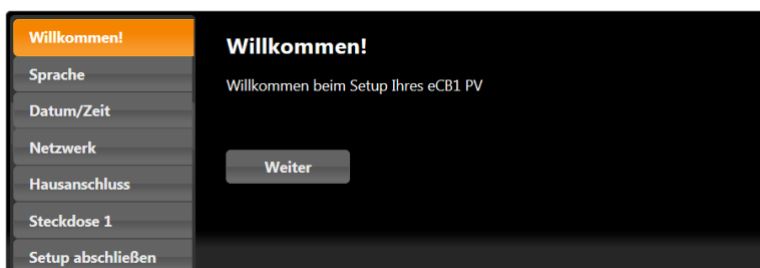 Willkommen!
Sprache
Datum/Zeit
Netzwerk
Hausanschluss
Steckdose 1
Setup abschließen
Willkommen!
Willkommen beim Setup Ihres eCB1 PV
Weiter